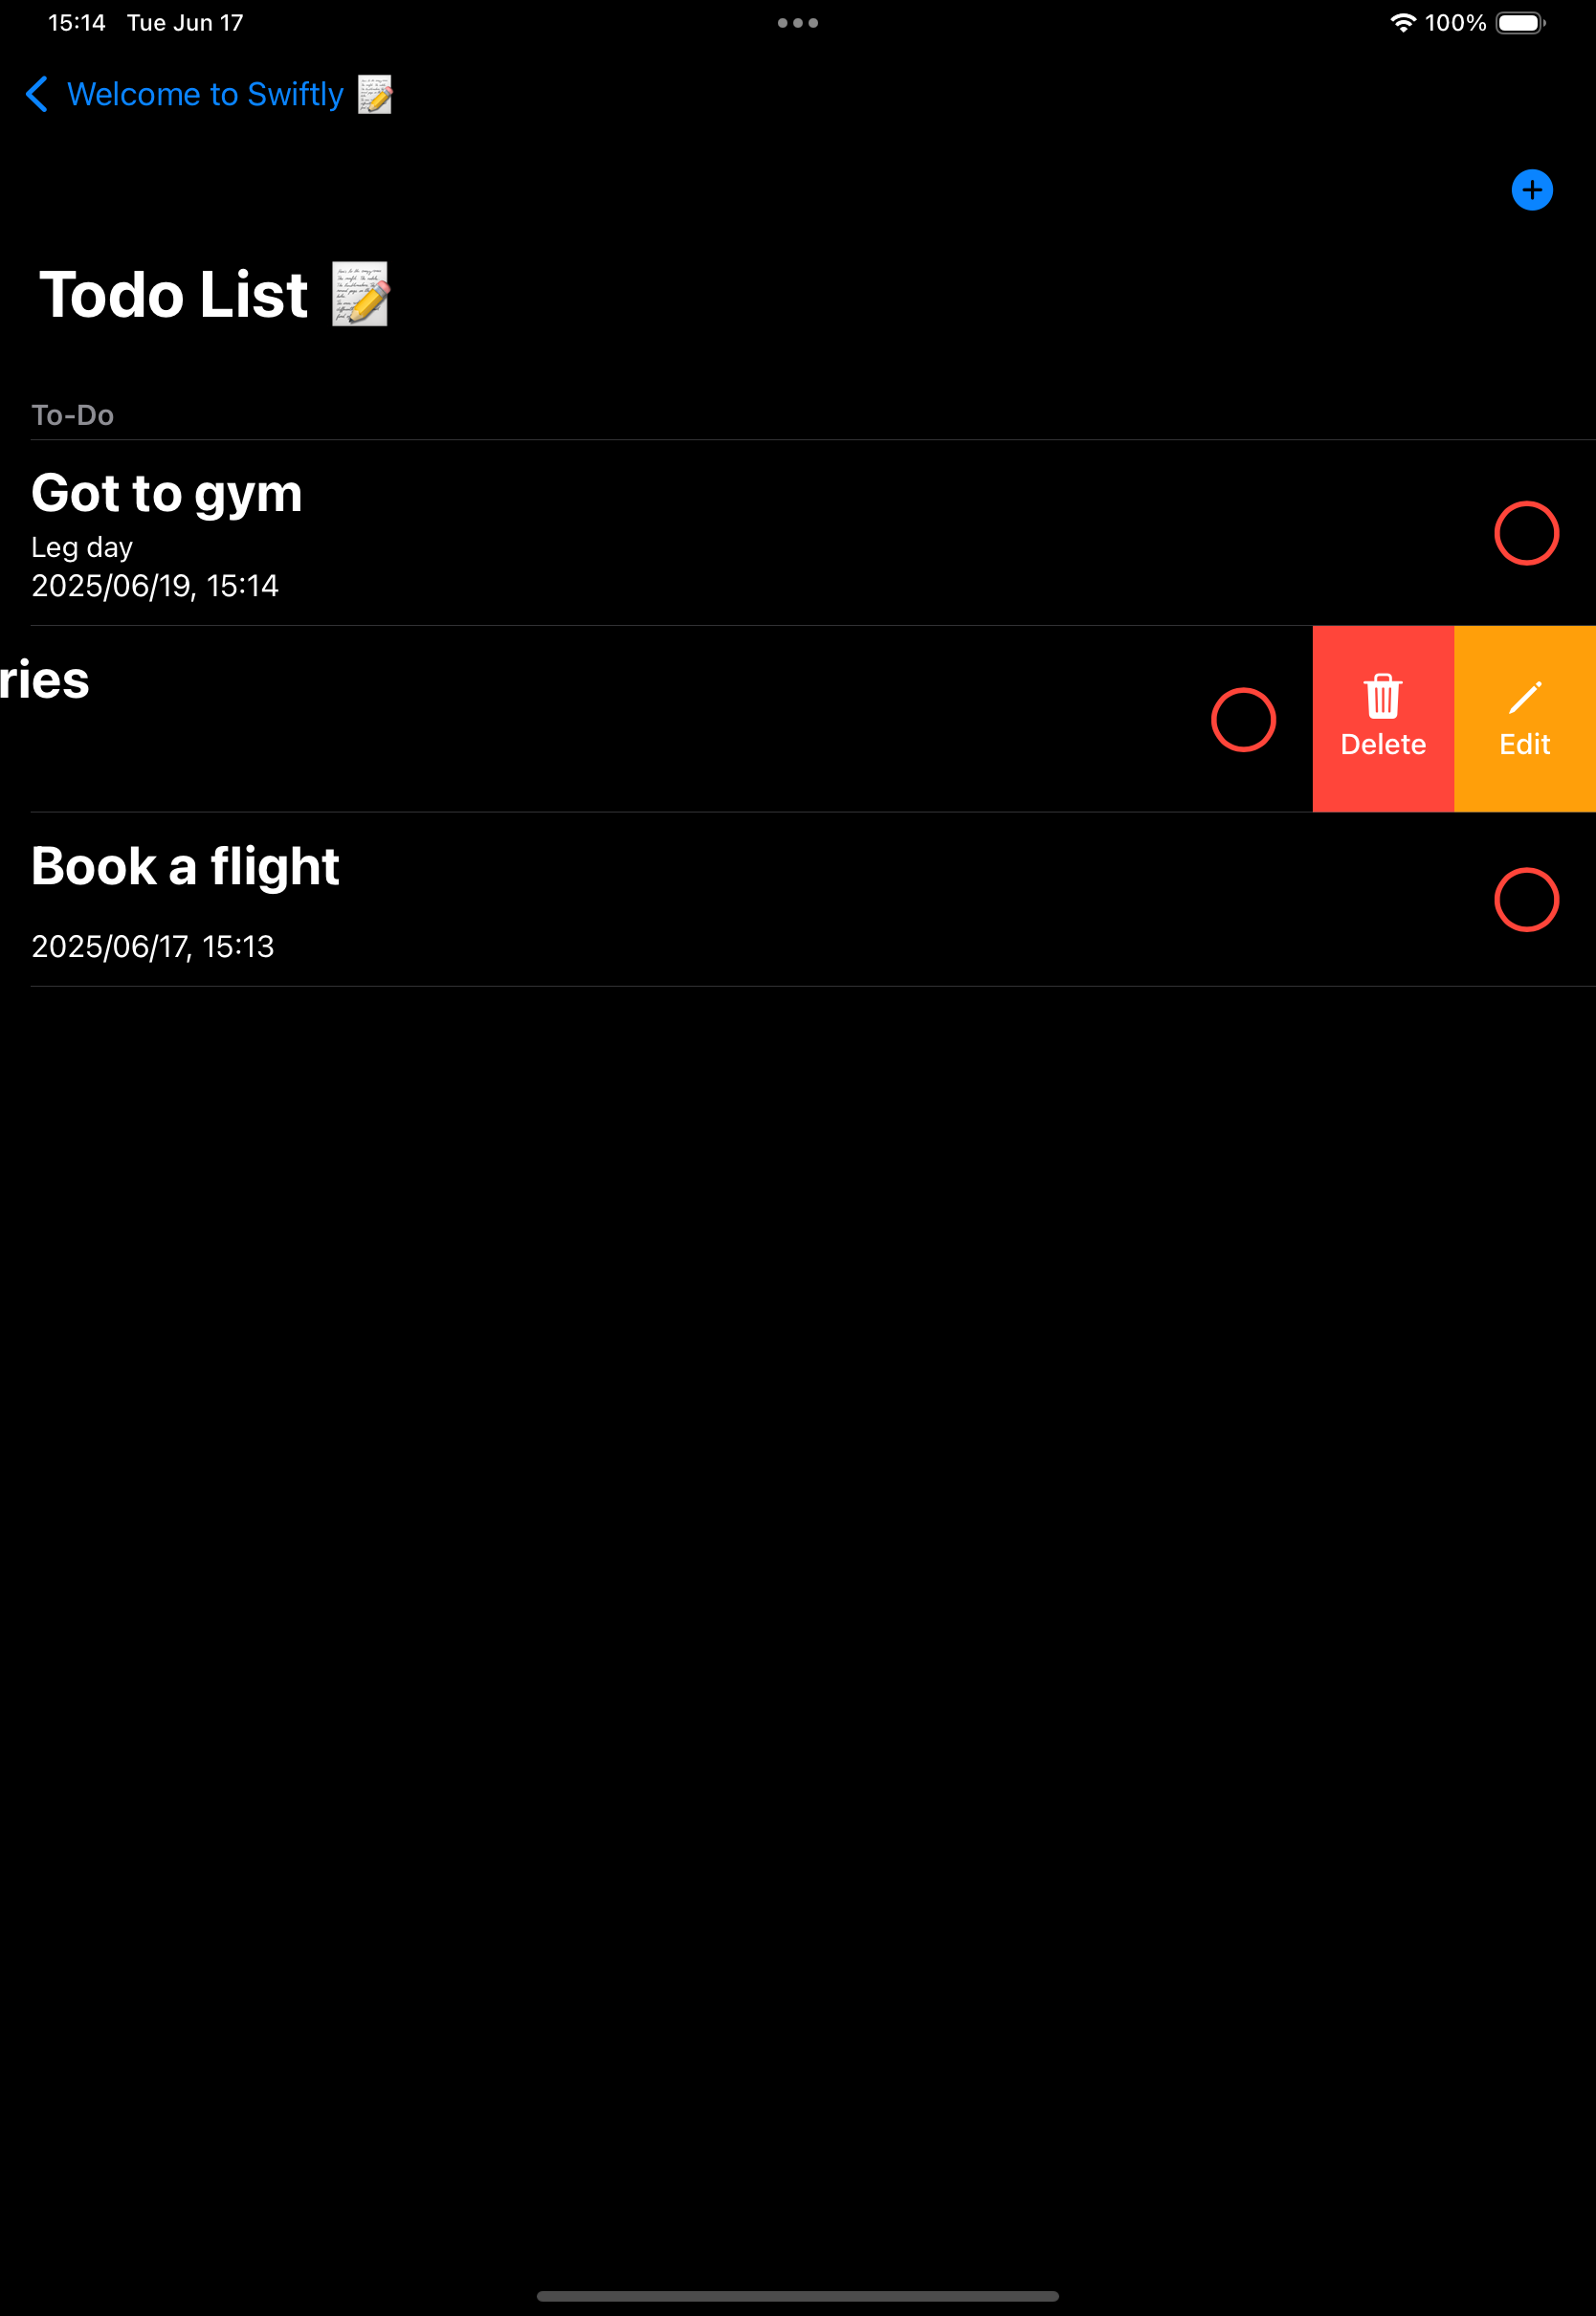 15:14 Tue Jun 17
100%
Welcome to Swiftly
Todo List
To-Do
Got to gym
Leg day
2025/06/19, 15:14
ries
Delete
Edit
Book a flight
2025/06/17, 15:13